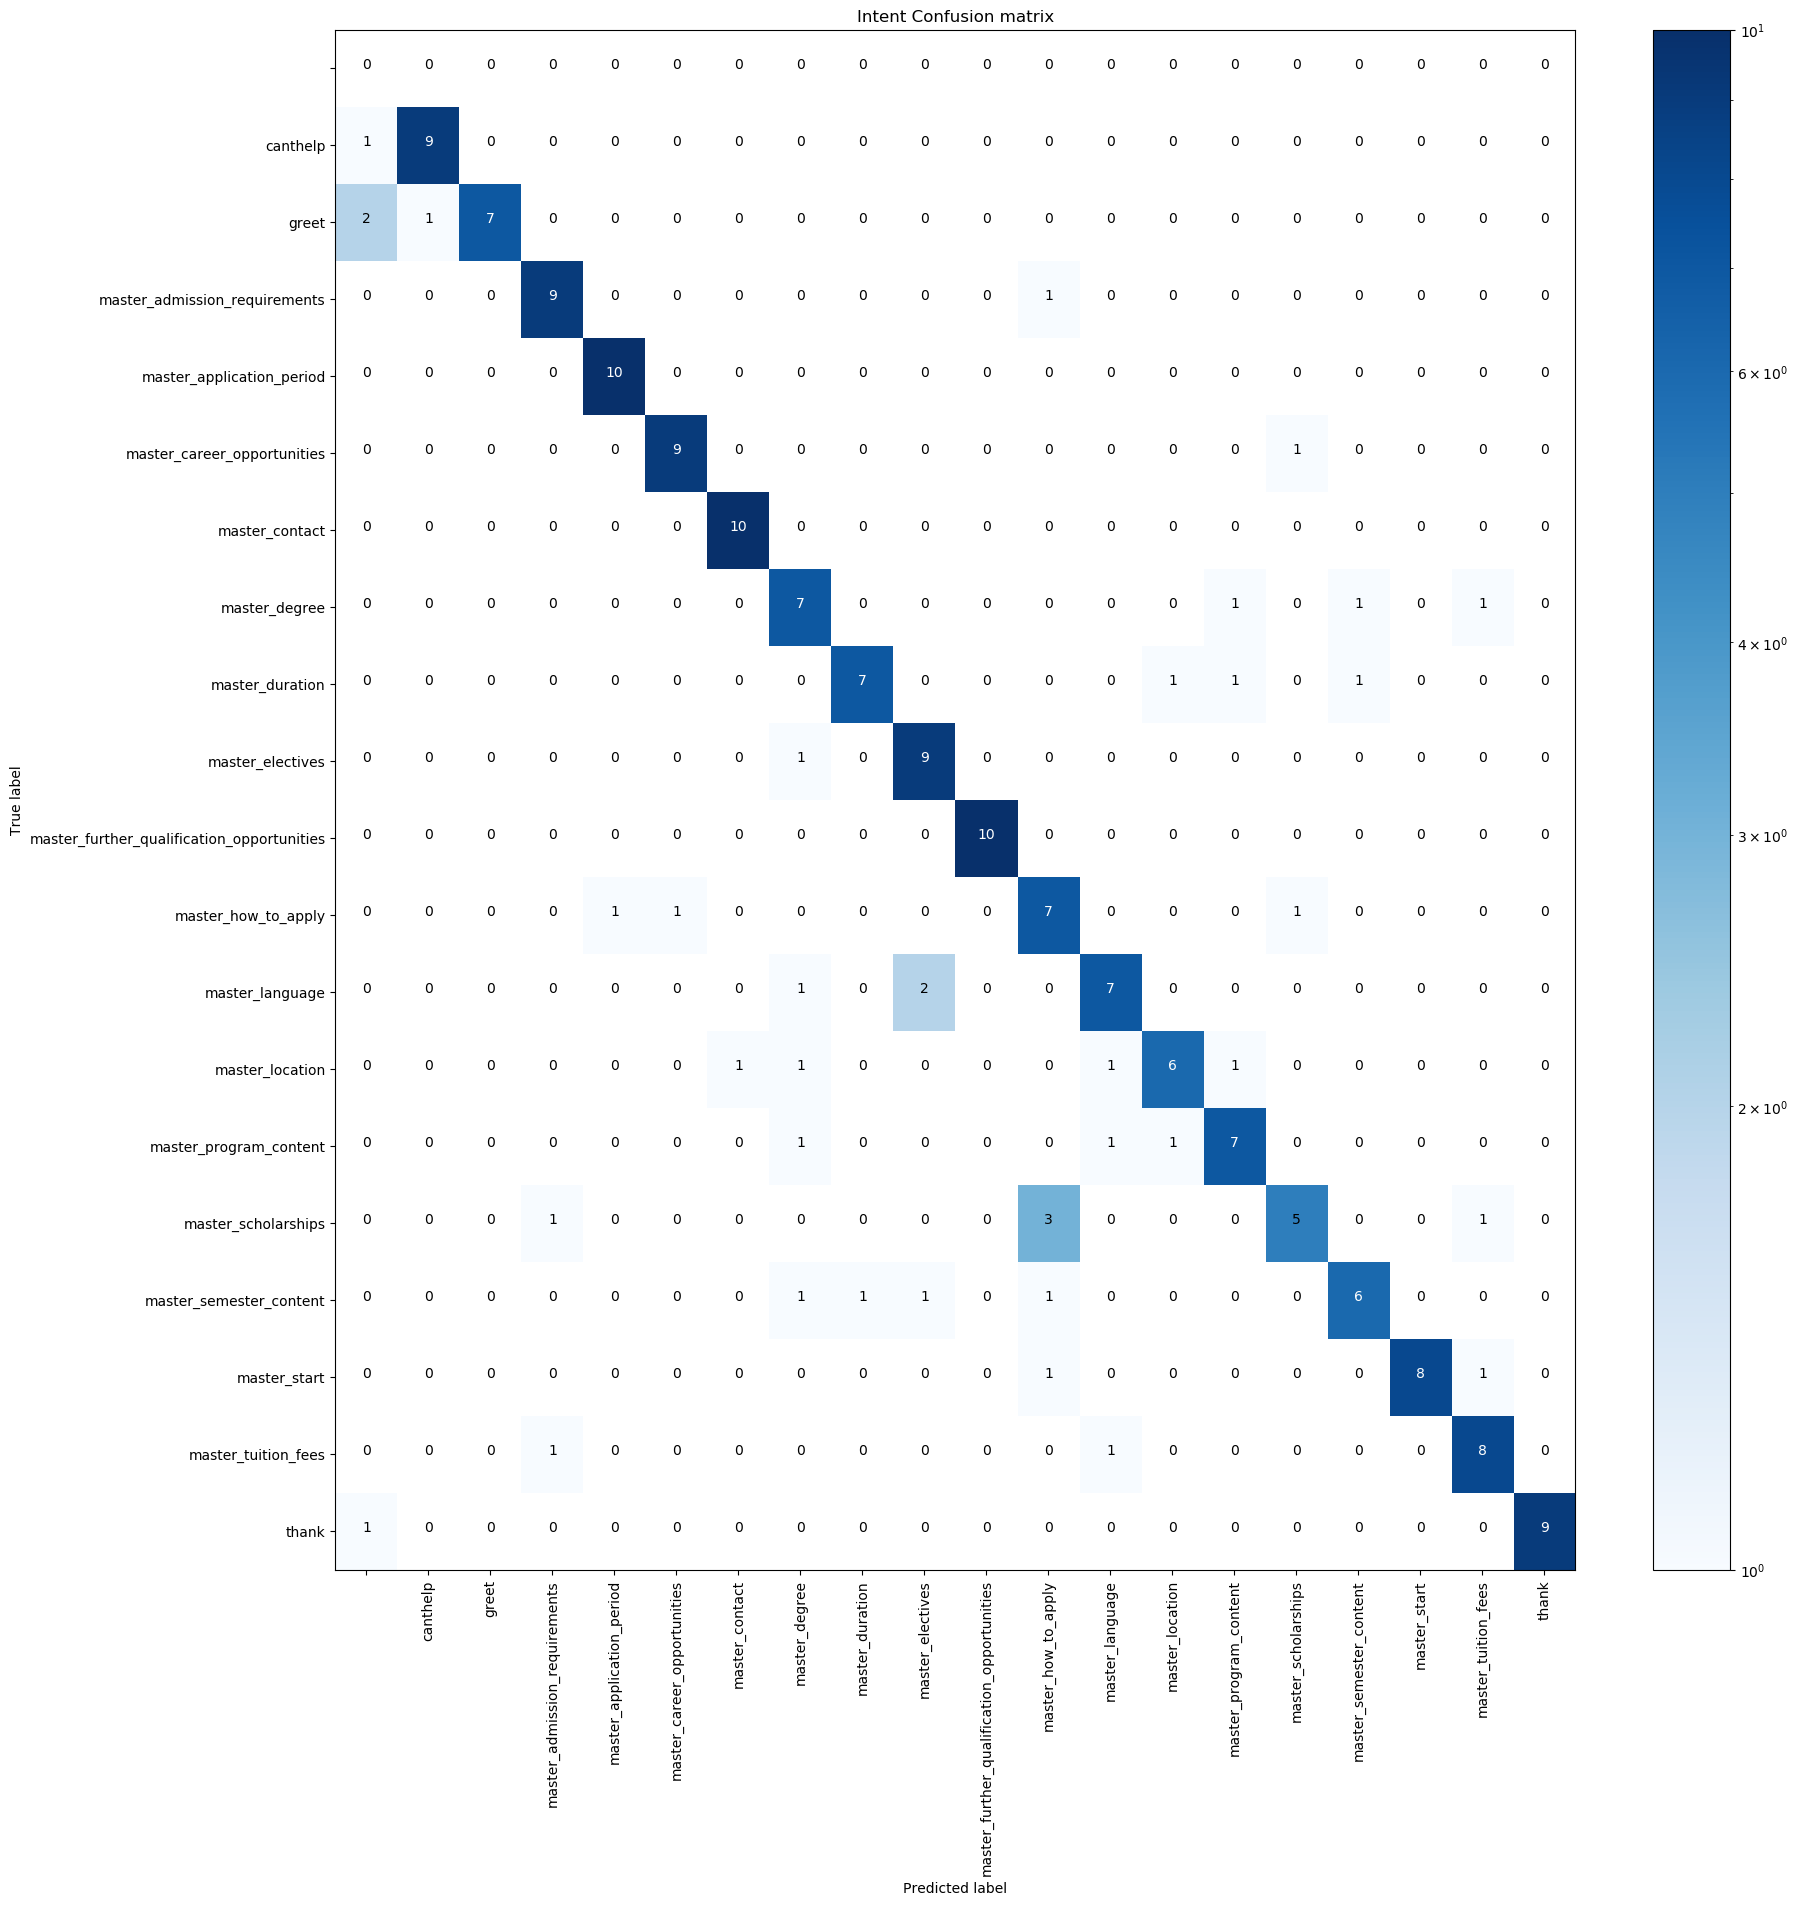 Intent Confusion matrix
0 0 0 0 0 0 0 0 0 0 0 0 0 0 0 0 0 0 0 0
canthelp 1 9 0 0 0 0 0 0 0 0 0 0 0 0 0 0 0 0 0 0
greet 2 1 7 0 0 0 0 0 0 0 0 0 0 0 0 0 0 0 0 0
master_admission_requirements 0 0 0 9 0 0 0 0 0 0 0 1 0 0 0 0 0 0 0 0
master_application_period 0 0 0 0 10 0 0 0 0 0 0 0 0 0 0 0 0 0 0 0
master_career_opportunities 0 0 0 0 0 9 0 0 0 0 0 0 0 0 0 1 0 0 0 0
master_contact 0 0 0 0 0 0 10 0 0 0 0 0 0 0 0 0 0 0 0 0
master_degree 0 0 0 0 0 0 0 7 0 0 0 0 0 0 1 0 1 0 1 0
master_duration 0 0 0 0 0 0 0 0 7 0 0 0 0 1 1 0 1 0 0 0
master_electives 0 0 0 0 0 0 0 1 0 9 0 0 0 0 0 0 0 0 0 0
master_further_qualification_opportunities 0 0 0 0 0 0 0 0 0 0 10 0 0 0 0 0 0 0 0 0
master_how_to_apply 0 0 0 0 1 1 0 0 0 0 0 7 0 0 0 1 0 0 0 0
master_language 0 0 0 0 0 0 0 1 0 2 0 0 7 0 0 0 0 0 0 0
master_location 0 0 0 0 0 0 1 1 0 0 0 0 1 6 1 0 0 0 0 0
master_program_content 0 0 0 0 0 0 0 1 0 0 0 0 1 1 7 0 0 0 0 0
master_scholarships 0 0 0 1 0 0 0 0 0 0 0 3 0 0 0 5 0 0 1 0
master_semester_content 0 0 0 0 0 0 0 1 1 1 0 1 0 0 0 0 6 0 0 0
master_start 0 0 0 0 0 0 0 0 0 0 0 1 0 0 0 0 0 8 1 0
master_tuition_fees 0 0 0 1 0 0 0 0 0 0 0 0 1 0 0 0 0 0 8 0
thank 1 0 0 0 0 0 0 0 0 0 0 0 0 0 0 0 0 0 0 9
True label
canthelp
greet
master_admission_requirements
master_application_period
master_career_opportunities
master_contact
master_degree
master_duration
master_electives
master_further_qualification_opportunities
master_how_to_apply
master_language
master_location
master_program_content
master_scholarships
master_semester_content
master_start
master_tuition_fees
thank
Predicted label
10¹
6 × 10⁰
4 × 10⁰
3 × 10⁰
2 × 10⁰
10⁰